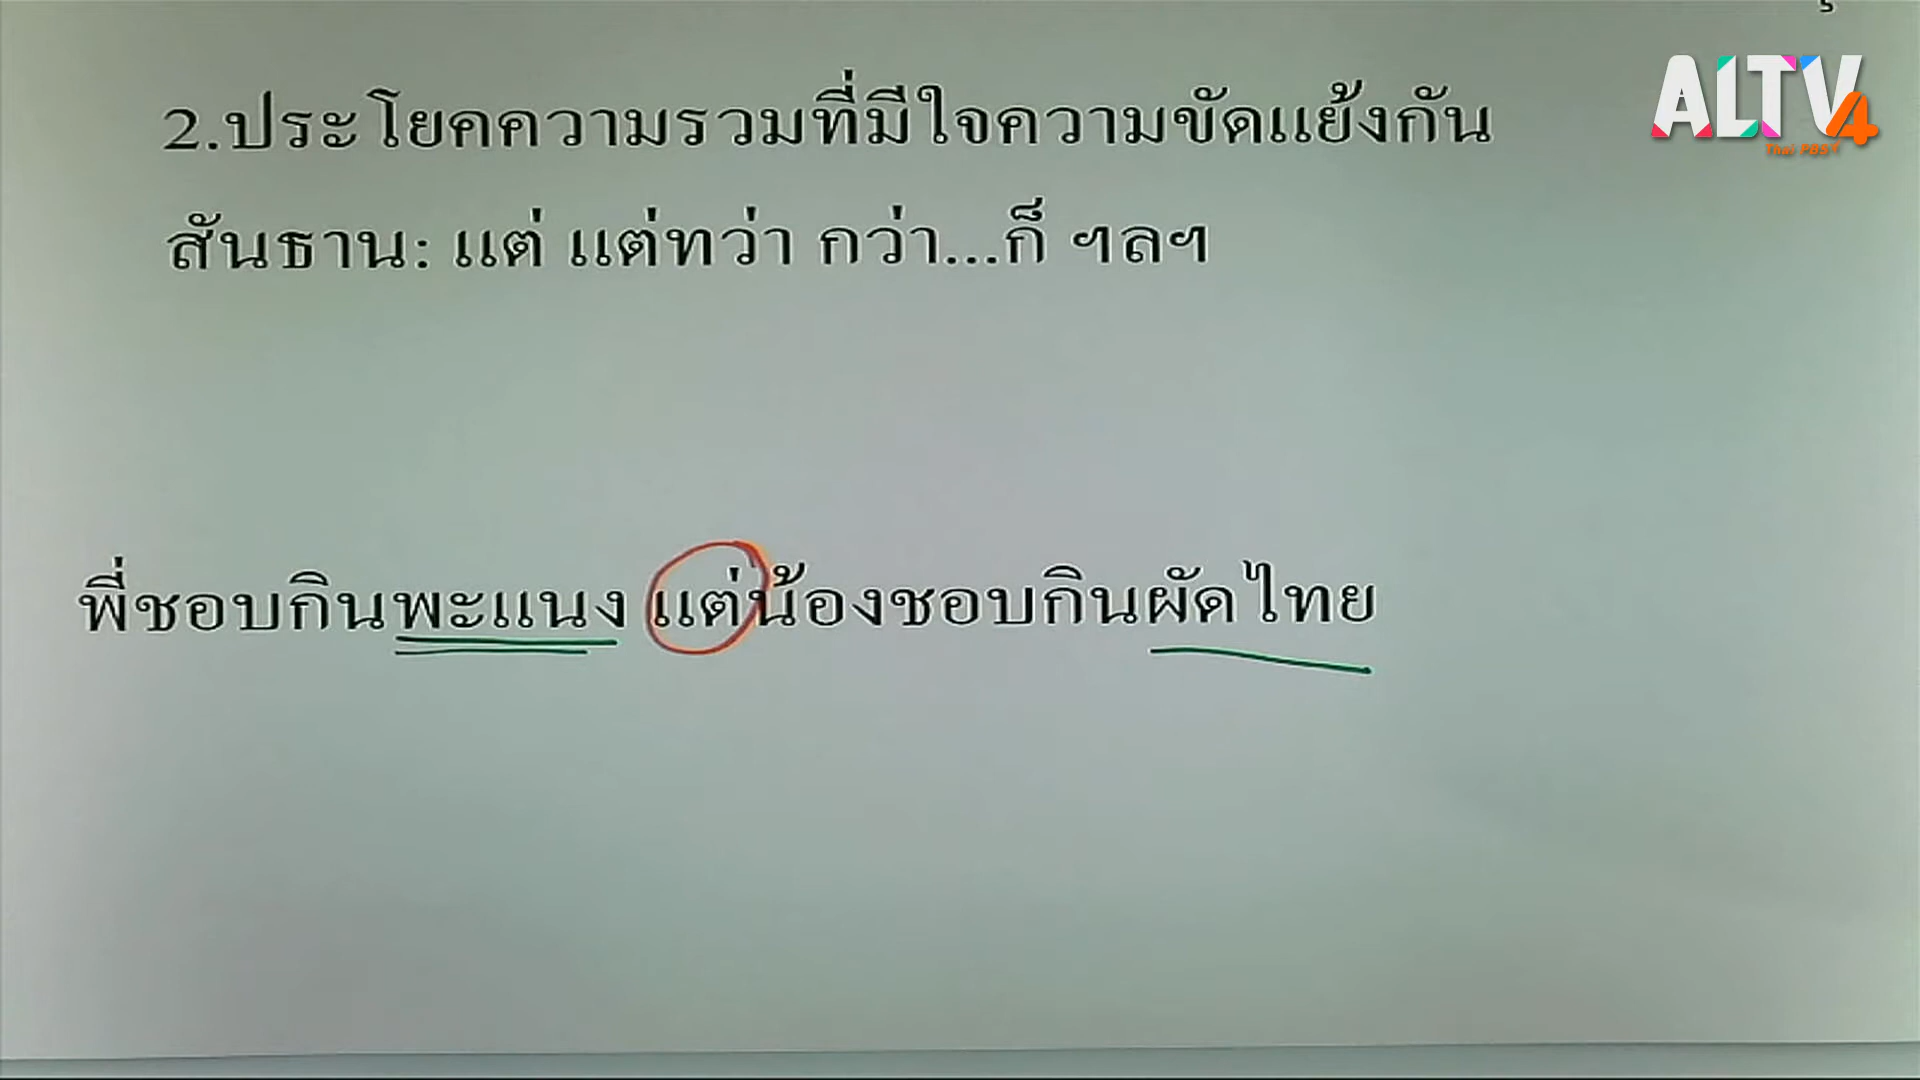 ALTV4
Thai PBS
2.ประโยคความรวมที่มีใจความขัดแย้งกัน
สันธาน: แต่ แต่ทว่า กว่า...ก็ ฯลฯ
พี่ชอบกินพะแนง แต่น้องชอบกินผัดไทย